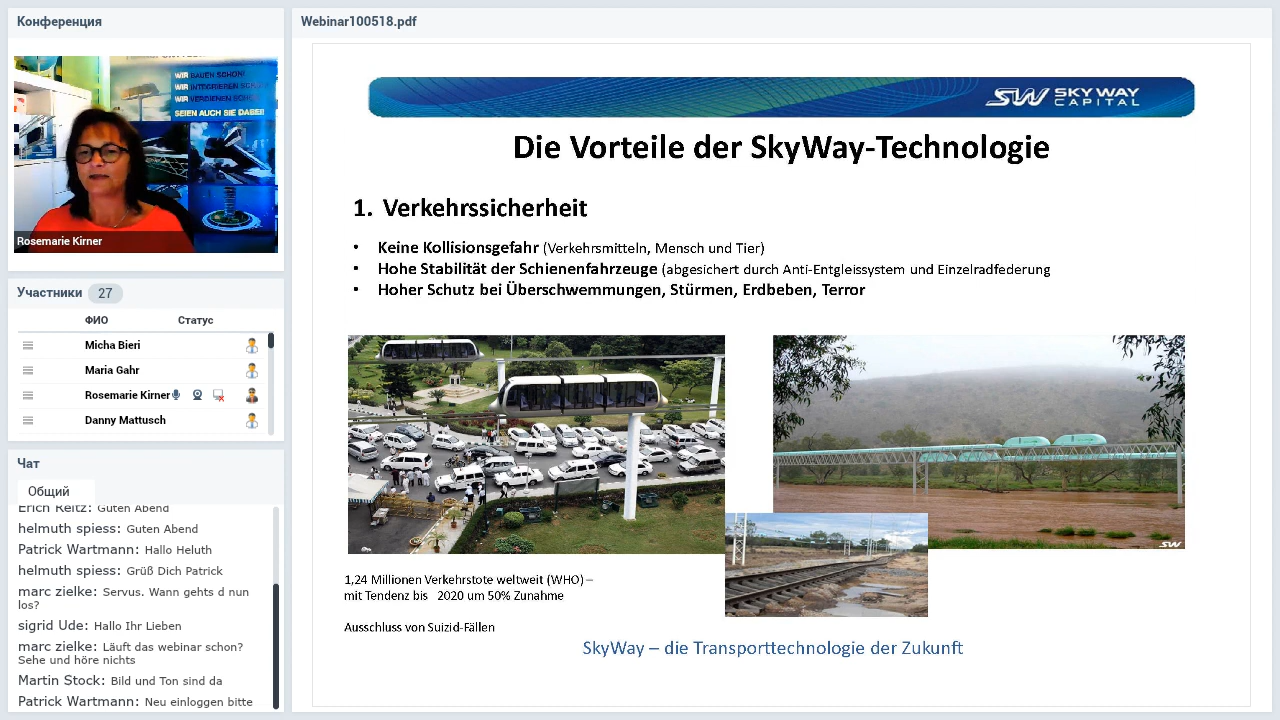 Конференция
WIR BAUEN SCHON!
WIR INTEGRIEREN
WIR VERDIENEN
SEIEN AUCH SIE DABEI!
Rosemarie Kirner
Участники 27
ФИО Статус
Micha Bieri
Maria Gahr
Rosemarie Kirner
Danny Mattusch
Чат
Общий
Erich Reitz: Guten Abend
helmuth spiess: Guten Abend
Patrick Wartmann: Hallo Heluth
helmuth spiess: Grüß Dich Patrick
marc zielke: Servus. Wann gehts d nun
los?
sigrid Ude: Hallo Ihr Lieben
marc zielke: Läuft das webinar schon?
Sehe und höre nichts
Martin Stock: Bild und Ton sind da
Patrick Wartmann: Neu einloggen bitte
Webinar100518.pdf
SW SKY WAY
CAPITAL
Die Vorteile der SkyWay-Technologie
1. Verkehrssicherheit
• Keine Kollisionsgefahr (Verkehrsmitteln, Mensch und Tier)
• Hohe Stabilität der Schienenfahrzeuge (abgesichert durch Anti-Entgleissystem und Einzelradfederung
• Hoher Schutz bei Überschwemmungen, Stürmen, Erdbeben, Terror
SW
1,24 Millionen Verkehrstote weltweit (WHO) –
mit Tendenz bis 2020 um 50% Zunahme
Ausschluss von Suizid-Fällen
SkyWay – die Transporttechnologie der Zukunft